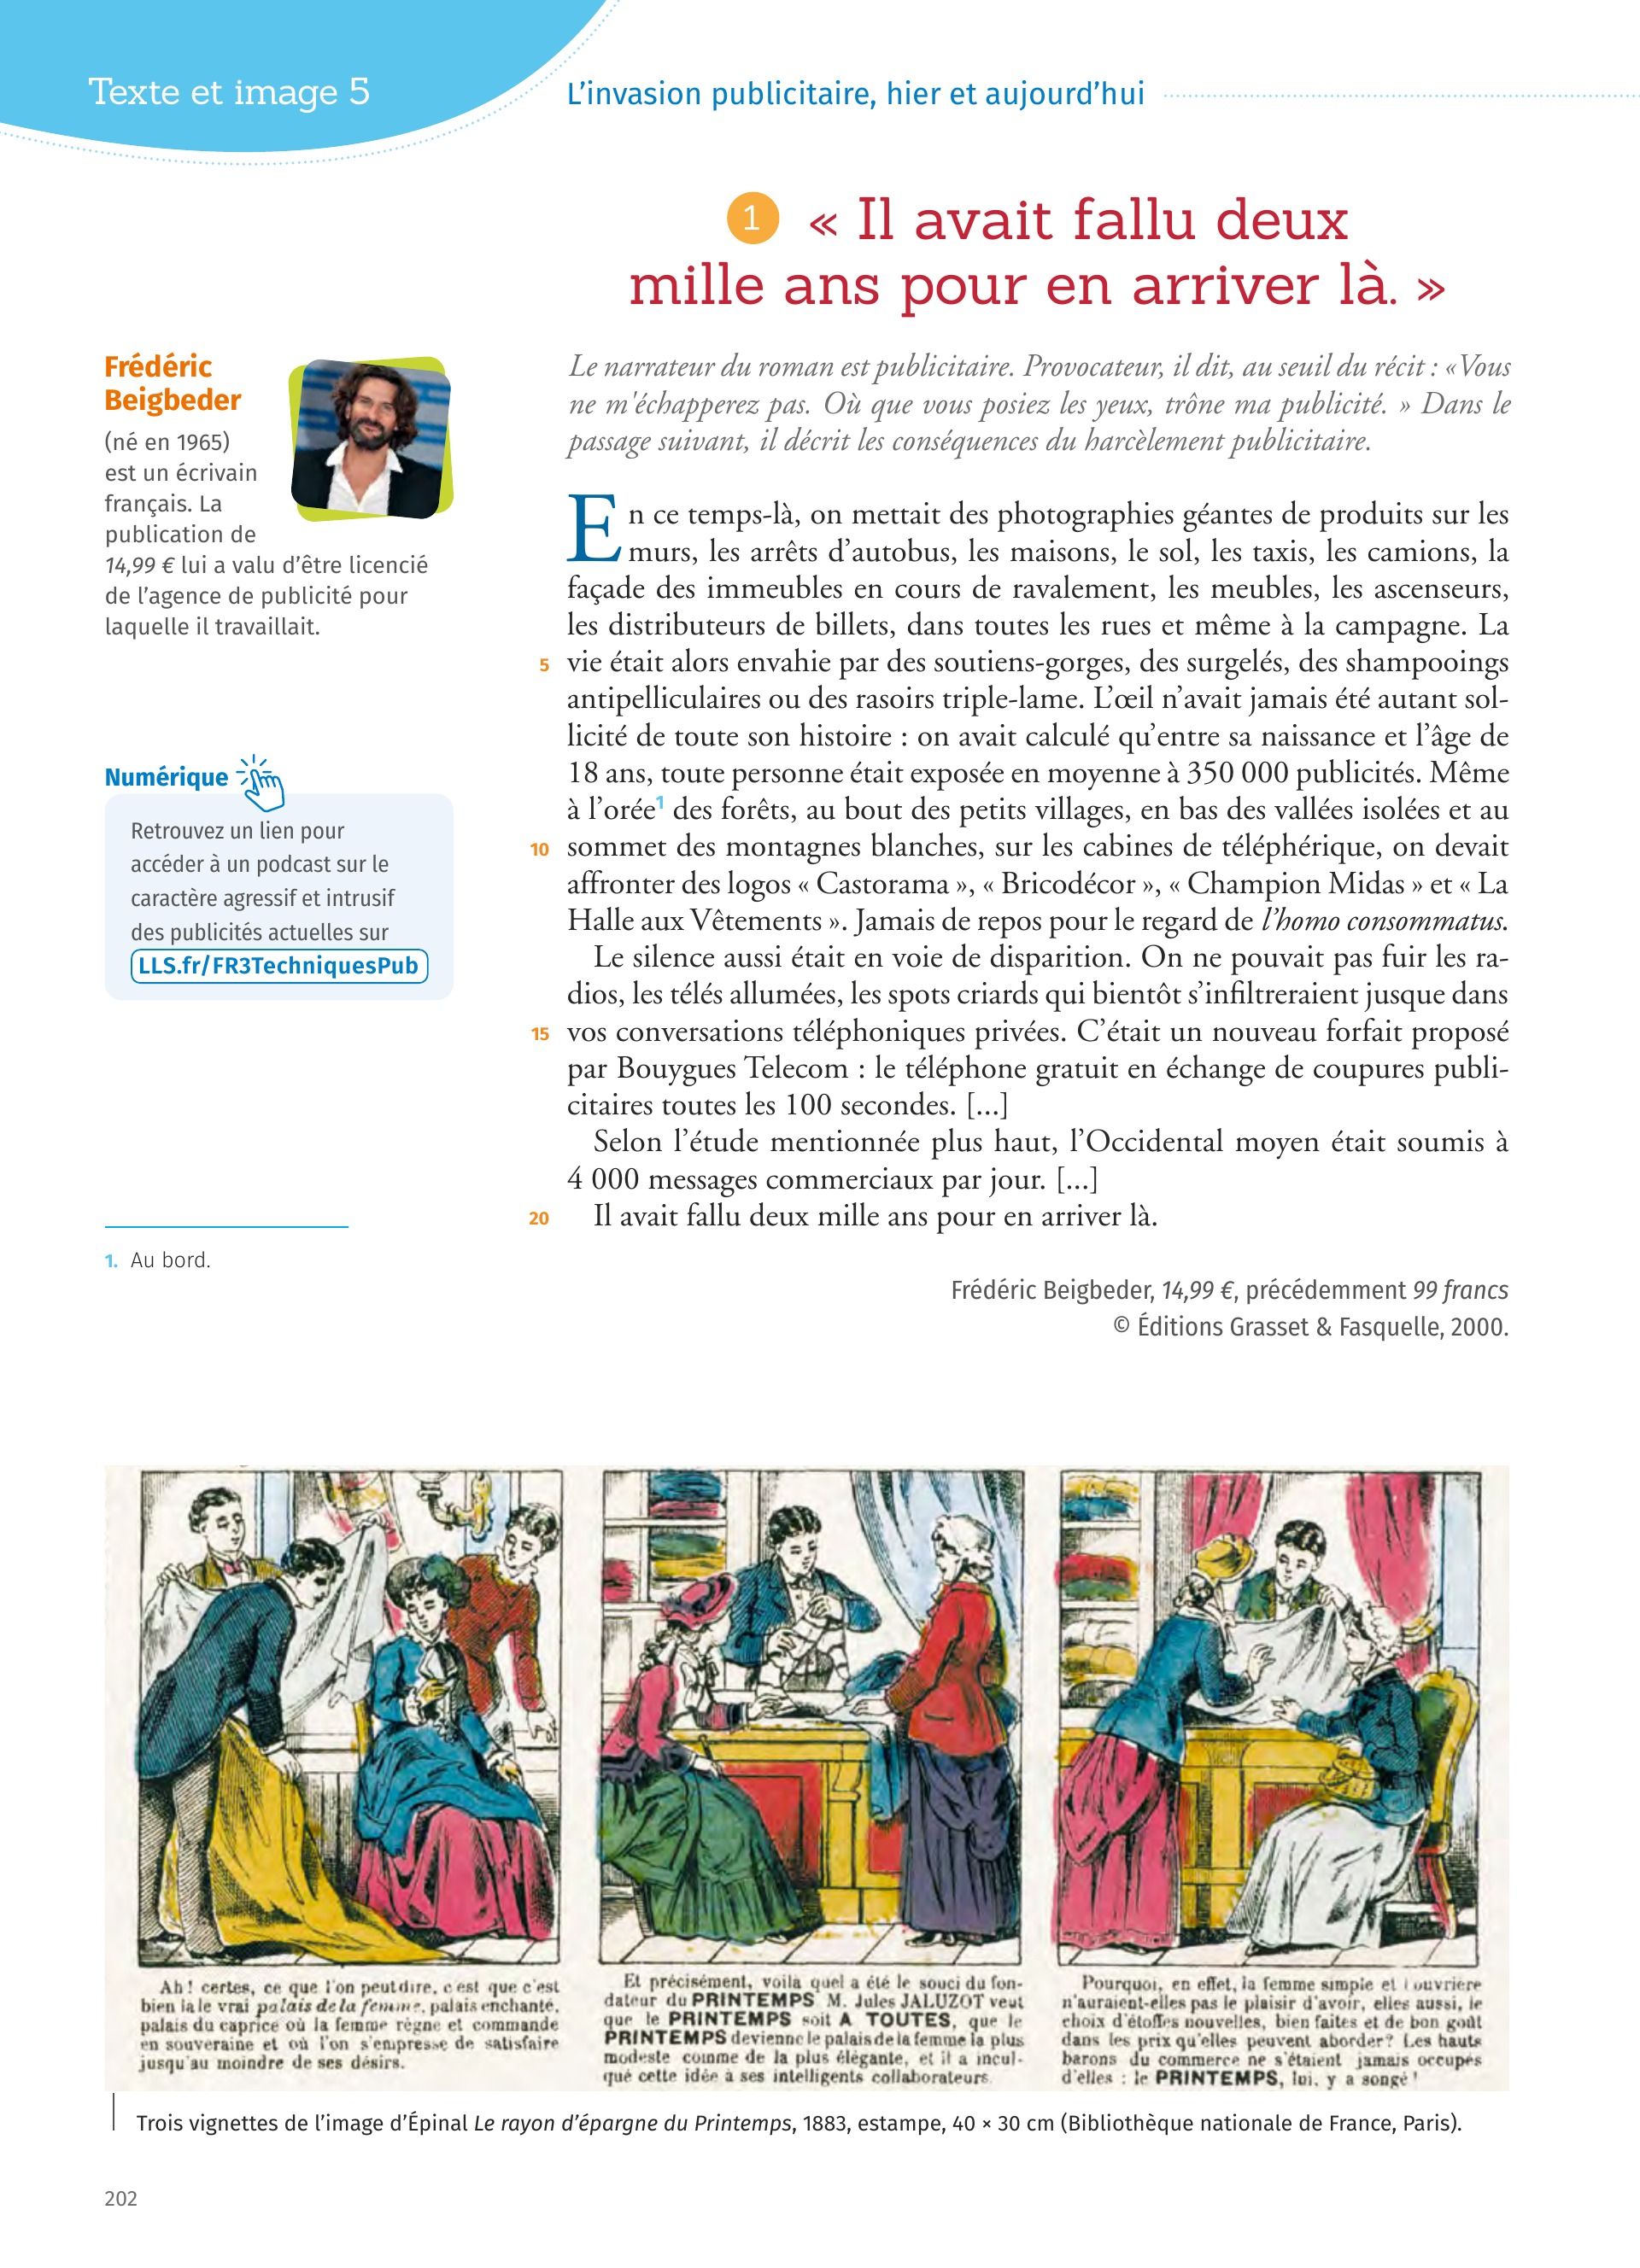 Texte et image 5
L'invasion publicitaire, hier et aujourd'hui
1 « Il avait fallu deux
mille ans pour en arriver là. »
Frédéric
Beigbeder
(né en 1965)
est un écrivain
français. La
publication de
14,99 € lui a valu d'être licencié
de l'agence de publicité pour
laquelle il travaillait.
Numérique
Retrouvez un lien pour
accéder à un podcast sur le
caractère agressif et intrusif
des publicités actuelles sur
LLS.fr/FR3TechniquesPub
1. Au bord.
Le narrateur du roman est publicitaire. Provocateur, il dit, au seuil du récit : «Vous
ne m'échapperez pas. Où que vous posiez les yeux, trône ma publicité. » Dans le
passage suivant, il décrit les conséquences du harcèlement publicitaire.
En ce temps-là, on mettait des photographies géantes de produits sur les
murs, les arrêts d'autobus, les maisons, le sol, les taxis, les camions, la
façade des immeubles en cours de ravalement, les meubles, les ascenseurs,
les distributeurs de billets, dans toutes les rues et même à la campagne. La
5 vie était alors envahie par des soutiens-gorges, des surgelés, des shampooings
antipelliculaires ou des rasoirs triple-lame. L'œil n'avait jamais été autant sol-
licité de toute son histoire : on avait calculé qu'entre sa naissance et l'âge de
18 ans, toute personne était exposée en moyenne à 350 000 publicités. Même
à l'orée1 des forêts, au bout des petits villages, en bas des vallées isolées et au
10 sommet des montagnes blanches, sur les cabines de téléphérique, on devait
affronter des logos « Castorama », « Bricodécor », « Champion Midas » et « La
Halle aux Vêtements ». Jamais de repos pour le regard de l'homo consommatus.
Le silence aussi était en voie de disparition. On ne pouvait pas fuir les ra-
dios, les télés allumées, les spots criards qui bientôt s'infiltreraient jusque dans
15 vos conversations téléphoniques privées. C'était un nouveau forfait proposé
par Bouygues Telecom : le téléphone gratuit en échange de coupures publi-
citaires toutes les 100 secondes. [...]
Selon l'étude mentionnée plus haut, l'Occidental moyen était soumis à
4 000 messages commerciaux par jour. [...]
20 Il avait fallu deux mille ans pour en arriver là.
Frédéric Beigbeder, 14,99 €, précédemment 99 francs
© Éditions Grasset & Fasquelle, 2000.
Ah ! certes, ce que l'on peut dire, c'est que c'est
bien là le vrai palais de la femme, palais enchanté,
palais du caprice où la femme règne et commande
en souveraine et où l'on s'empresse de satisfaire
jusqu'au moindre de ses désirs.
Et précisément, voilà quel a été le souci du fon-
dateur du PRINTEMPS M. Jules JALUZOT veut
que le PRINTEMPS soit A TOUTES, que le
PRINTEMPS devienne le palais de la femme la plus
modeste comme de la plus élégante, et il a incul-
qué cette idée à ses intelligents collaborateurs.
Pourquoi, en effet, la femme simple et l'ouvrière
n'auraient-elles pas le plaisir d'avoir, elles aussi, le
choix d'étoffes nouvelles, bien faites et de bon goût
dans les prix qu'elles peuvent aborder ? Les hauts
barons du commerce ne s'étaient jamais occupés
d'elles : le PRINTEMPS, lui, y a songé !
Trois vignettes de l'image d'Épinal Le rayon d'épargne du Printemps, 1883, estampe, 40 × 30 cm (Bibliothèque nationale de France, Paris).
202